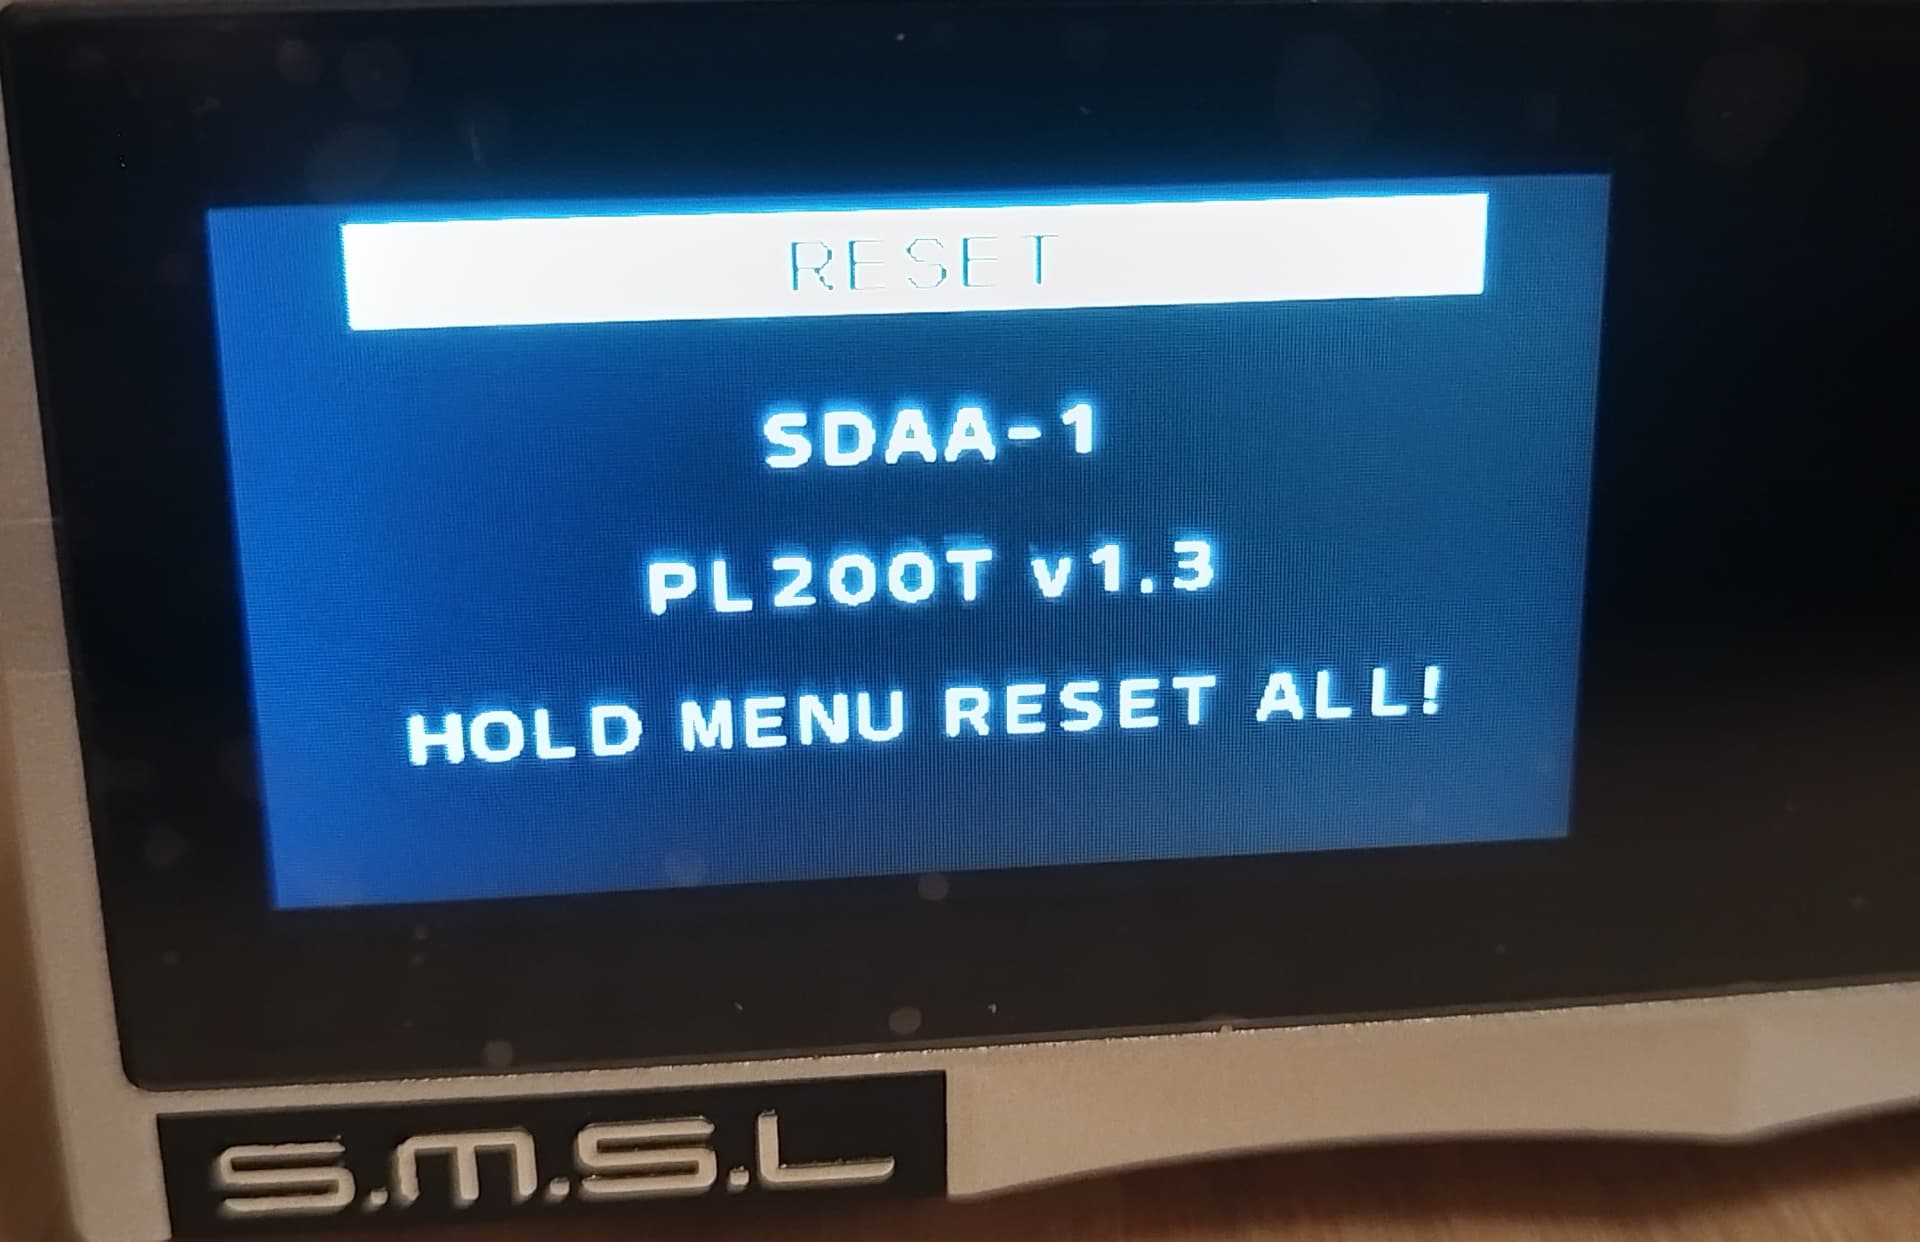 RESET
SDAA-1
PL200T v1.3
HOLD MENU RESET ALL!
S.M.S.L